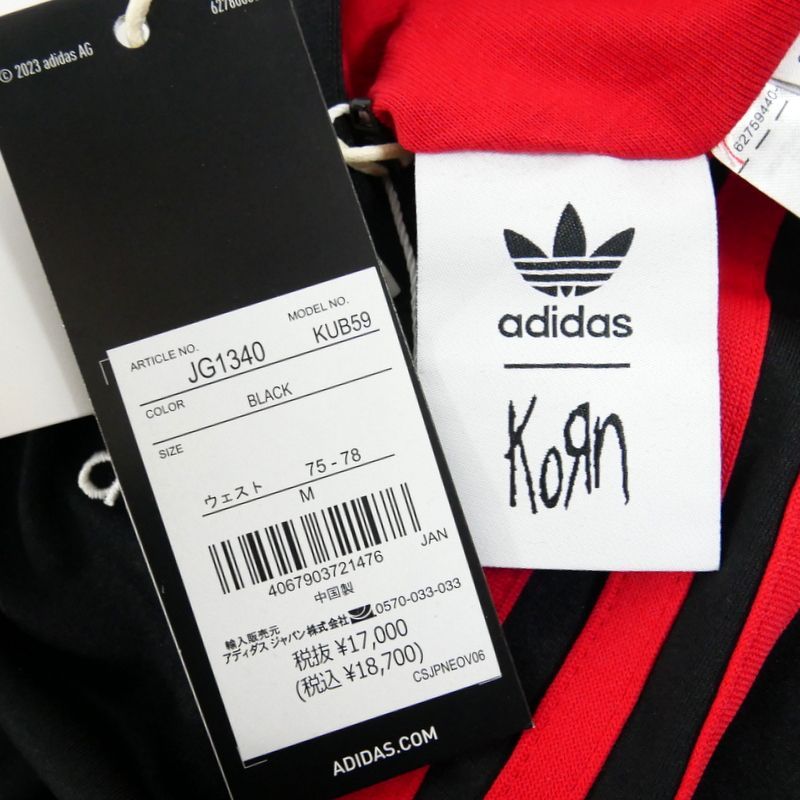 © 2023 adidas AG
ARTICLE NO. MODEL NO.
JG1340 KUB59
COLOR BLACK
SIZE
ウェスト 75-78
M
4067903721476 JAN
中国製
輸入販売元
アディダス ジャパン株式会社 0570-033-033
税抜 ¥17,000
(税込 ¥18,700)
CSJPNEOV06
ADIDAS.COM
adidas
KoЯn